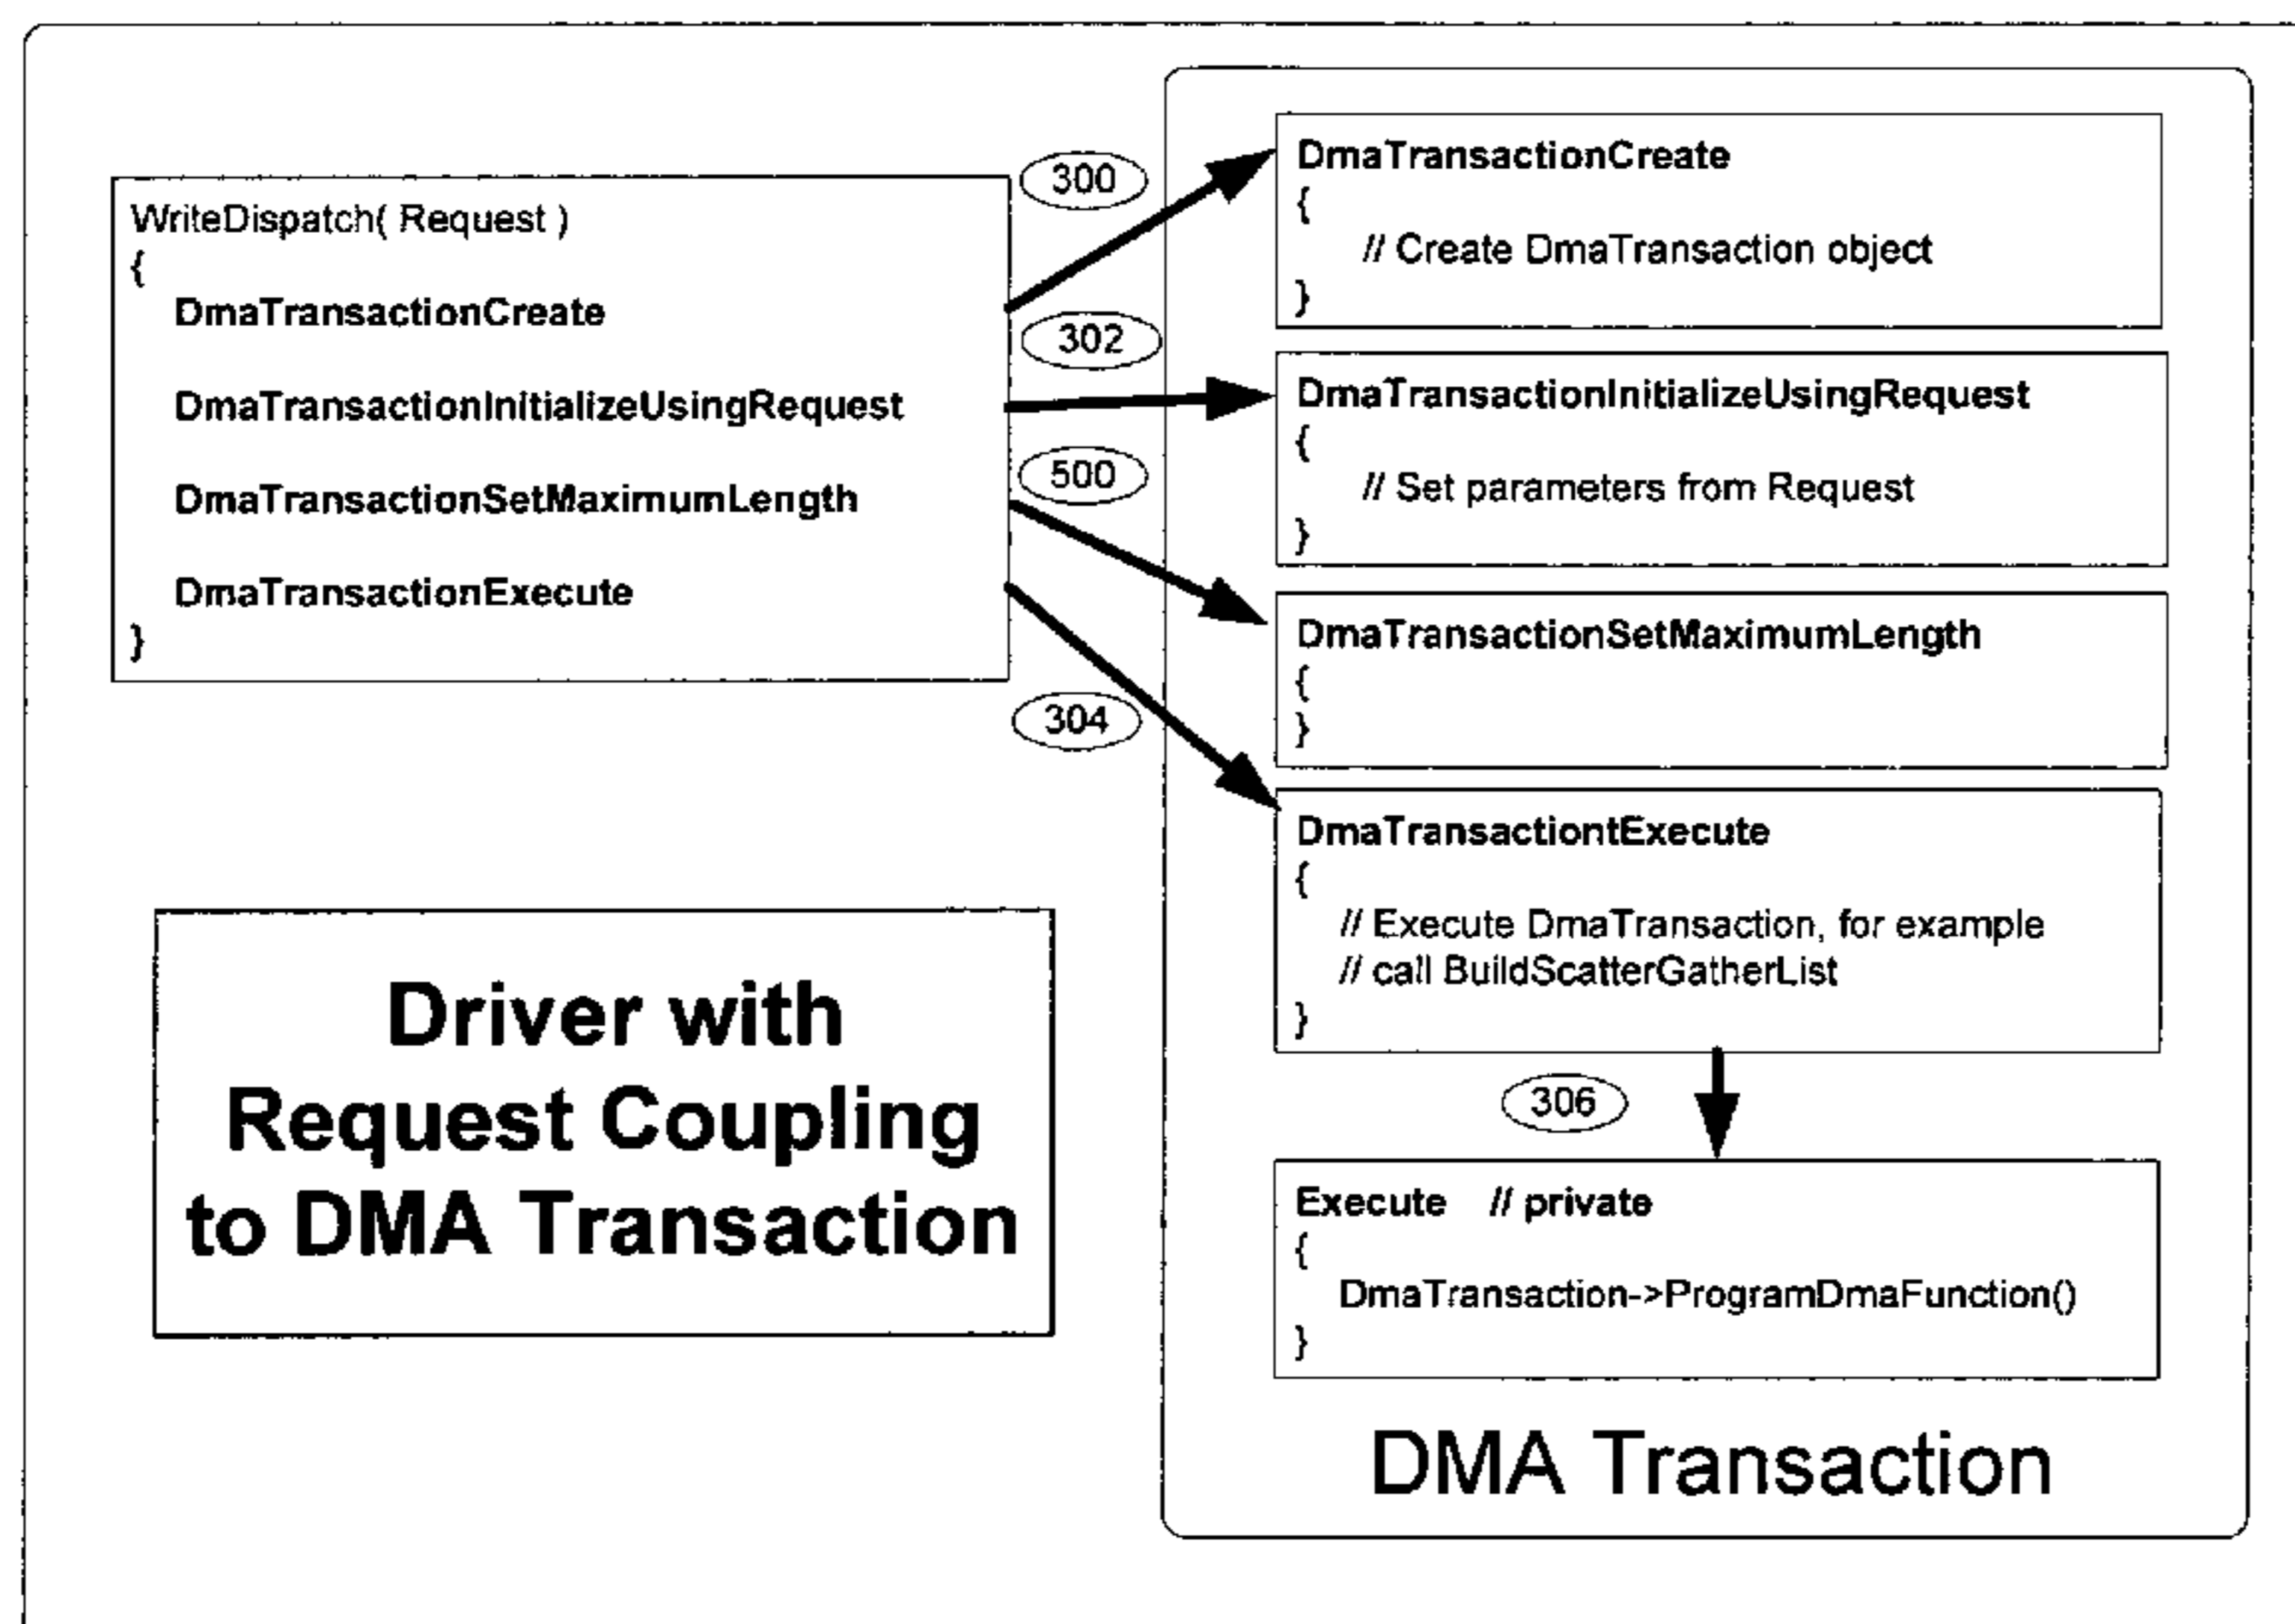 WriteDispatch( Request )
{
DmaTransactionCreate
DmaTransactionInitializeUsingRequest
DmaTransactionSetMaximumLength
DmaTransactionExecute
}
300
302
500
304
DmaTransactionCreate
{
// Create DmaTransaction object
}
DmaTransactionInitializeUsingRequest
{
// Set parameters from Request
}
DmaTransactionSetMaximumLength
{
}
DmaTransactiontExecute
{
// Execute DmaTransaction, for example
// call BuildScatterGatherList
}
306
Execute // private
{
DmaTransaction->ProgramDmaFunction()
}
DMA Transaction
Driver with
Request Coupling
to DMA Transaction